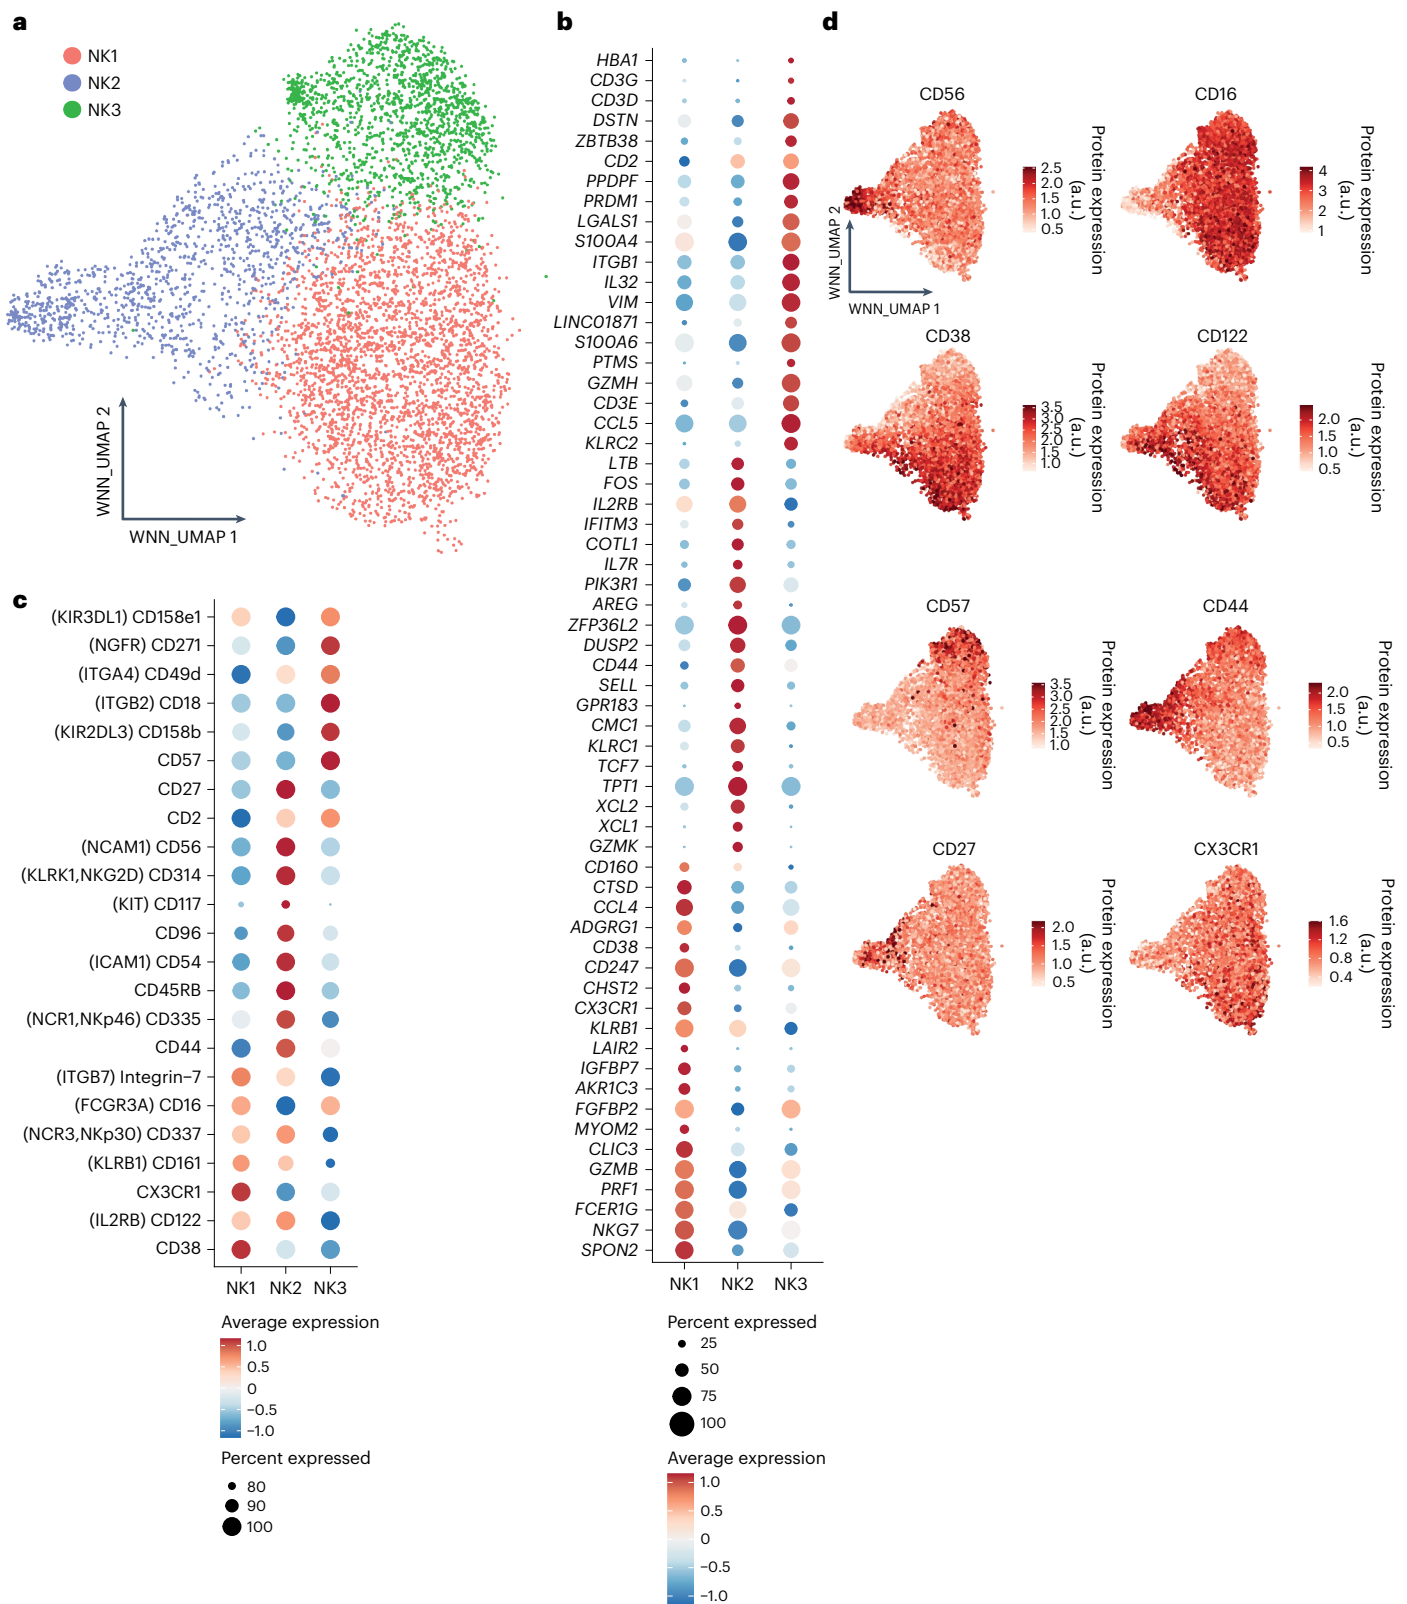 a
NK1
NK2
NK3
WNN_UMAP 2
WNN_UMAP 1
b
HBA1
CD3G
CD3D
DSTN
ZBTB38
CD2
PPDPF
PRDM1
LGALS1
S100A4
ITGB1
IL32
VIM
LINC01871
S100A6
PTMS
GZMH
CD3E
CCL5
KLRC2
LTB
FOS
IL2RB
IFITM3
COTL1
IL7R
PIK3R1
AREG
ZFP36L2
DUSP2
CD44
SELL
GPR183
CMC1
KLRC1
TCF7
TPT1
XCL2
XCL1
GZMK
CD160
CTSD
CCL4
ADGRG1
CD38
CD247
CHST2
CX3CR1
KLRB1
LAIR2
IGFBP7
AKR1C3
FGFBP2
MYOM2
CLIC3
GZMB
PRF1
FCER1G
NKG7
SPON2
NK1 NK2 NK3
Percent expressed
25
50
75
100
Average expression
1.0
0.5
0
−0.5
−1.0
c
(KIR3DL1) CD158e1
(NGFR) CD271
(ITGA4) CD49d
(ITGB2) CD18
(KIR2DL3) CD158b
CD57
CD27
CD2
(NCAM1) CD56
(KLRK1,NKG2D) CD314
(KIT) CD117
CD96
(ICAM1) CD54
CD45RB
(NCR1,NKp46) CD335
CD44
(ITGB7) Integrin−7
(FCGR3A) CD16
(NCR3,NKp30) CD337
(KLRB1) CD161
CX3CR1
(IL2RB) CD122
CD38
NK1 NK2 NK3
Average expression
1.0
0.5
0
−0.5
−1.0
Percent expressed
80
90
100
d
CD56
2.5
2.0
1.5
1.0
0.5
Protein expression
(a.u.)
WNN_UMAP 2
WNN_UMAP 1
CD16
4
3
2
1
Protein expression
(a.u.)
CD38
3.5
3.0
2.5
2.0
1.5
1.0
Protein expression
(a.u.)
CD122
2.0
1.5
1.0
0.5
Protein expression
(a.u.)
CD57
3.5
3.0
2.5
2.0
1.5
1.0
Protein expression
(a.u.)
CD44
2.0
1.5
1.0
0.5
Protein expression
(a.u.)
CD27
2.0
1.5
1.0
0.5
Protein expression
(a.u.)
CX3CR1
1.6
1.2
0.8
0.4
Protein expression
(a.u.)